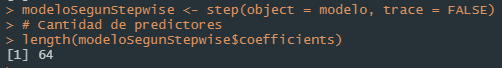 > modeloSegunStepwise <- step(object = modelo, trace = FALSE)
> # Cantidad de predictores
> length(modeloSegunStepwise$coefficients)
[1] 64